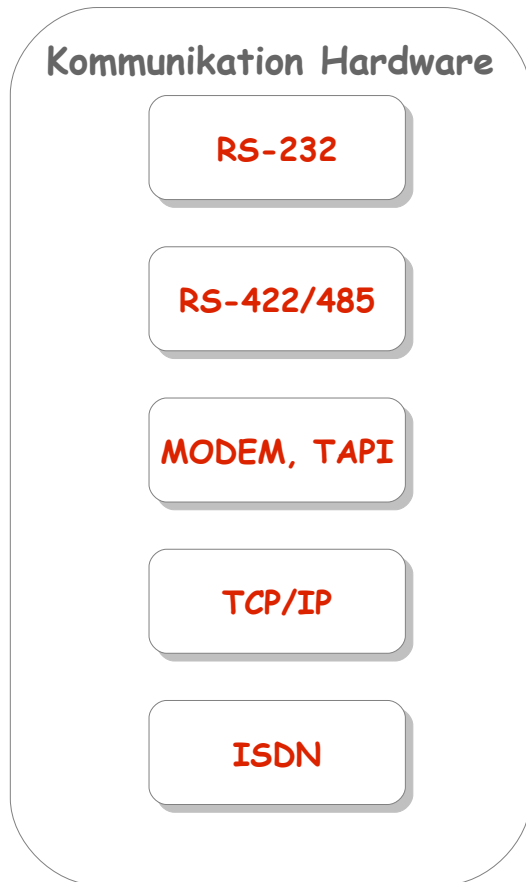 Kommunikation Hardware
RS-232
RS-422/485
MODEM, TAPI
TCP/IP
ISDN